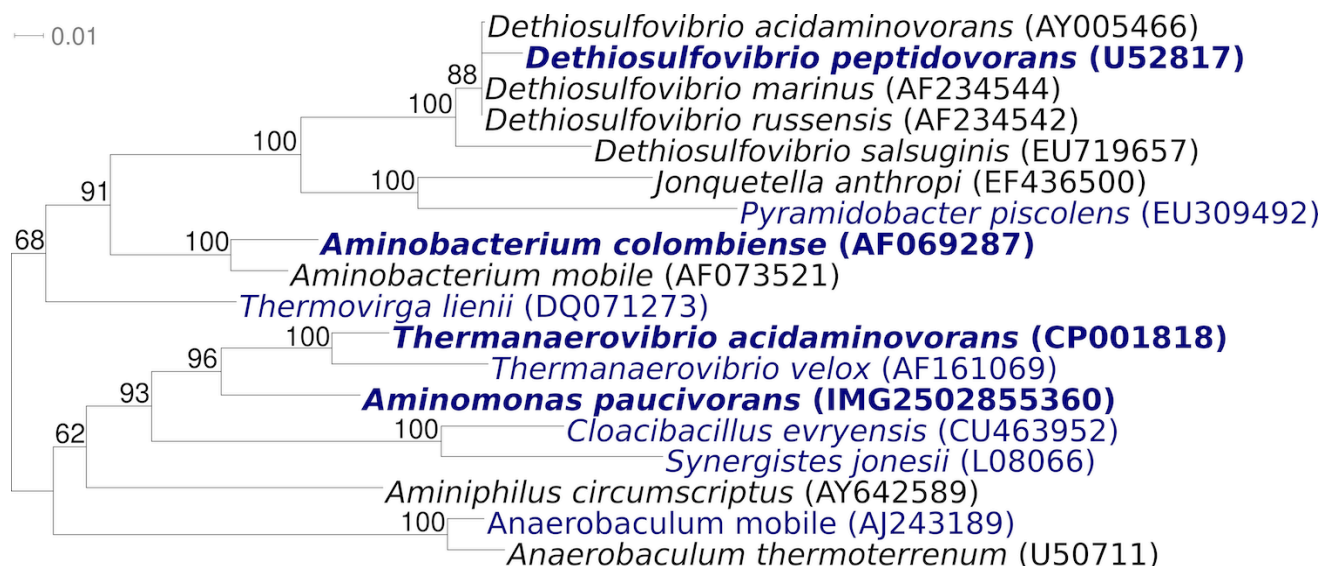 0.01
Dethiosulfovibrio acidaminovorans (AY005466)
Dethiosulfovibrio peptidovorans (U52817)
88
Dethiosulfovibrio marinus (AF234544)
100
Dethiosulfovibrio russensis (AF234542)
100
Dethiosulfovibrio salsuginis (EU719657)
100
Jonquetella anthropi (EF436500)
91
Pyramidobacter piscolens (EU309492)
68
100
Aminobacterium colombiense (AF069287)
Aminobacterium mobile (AF073521)
Thermovirga lienii (DQ071273)
100
Thermanaerovibrio acidaminovorans (CP001818)
96
Thermanaerovibrio velox (AF161069)
93
Aminomonas paucivorans (IMG2502855360)
62
100
Cloacibacillus evryensis (CU463952)
Synergistes jonesii (L08066)
Aminiphilus circumscriptus (AY642589)
100
Anaerobaculum mobile (AJ243189)
Anaerobaculum thermoterrenum (U50711)